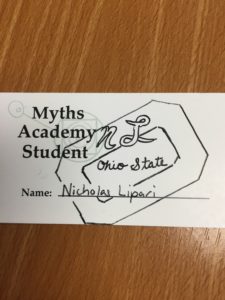 Myths
Academy NL
Student Ohio State
Name: Nicholas Lipari